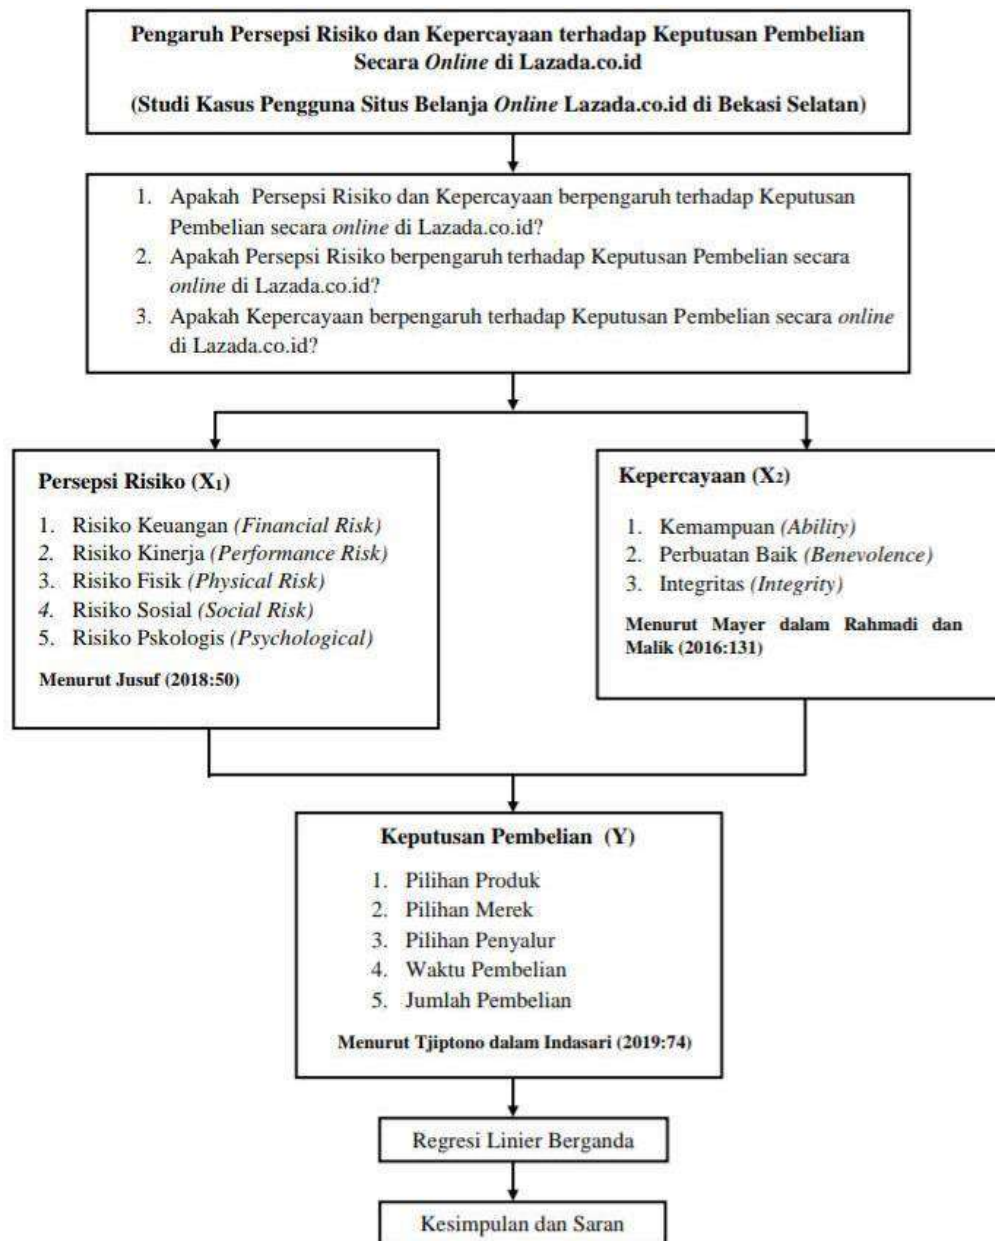 Pengaruh Persepsi Risiko dan Kepercayaan terhadap Keputusan Pembelian
Secara Online di Lazada.co.id
(Studi Kasus Pengguna Situs Belanja Online Lazada.co.id di Bekasi Selatan)
1. Apakah Persepsi Risiko dan Kepercayaan berpengaruh terhadap Keputusan
Pembelian secara online di Lazada.co.id?
2. Apakah Persepsi Risiko berpengaruh terhadap Keputusan Pembelian secara
online di Lazada.co.id?
3. Apakah Kepercayaan berpengaruh terhadap Keputusan Pembelian secara online
di Lazada.co.id?
Persepsi Risiko (X1)
1. Risiko Keuangan (Financial Risk)
2. Risiko Kinerja (Performance Risk)
3. Risiko Fisik (Physical Risk)
4. Risiko Sosial (Social Risk)
5. Risiko Pskologis (Psychological)
Menurut Jusuf (2018:50)
Kepercayaan (X2)
1. Kemampuan (Ability)
2. Perbuatan Baik (Benevolence)
3. Integritas (Integrity)
Menurut Mayer dalam Rahmadi dan
Malik (2016:131)
Keputusan Pembelian (Y)
1. Pilihan Produk
2. Pilihan Merek
3. Pilihan Penyalur
4. Waktu Pembelian
5. Jumlah Pembelian
Menurut Tjiptono dalam Indasari (2019:74)
Regresi Linier Berganda
Kesimpulan dan Saran